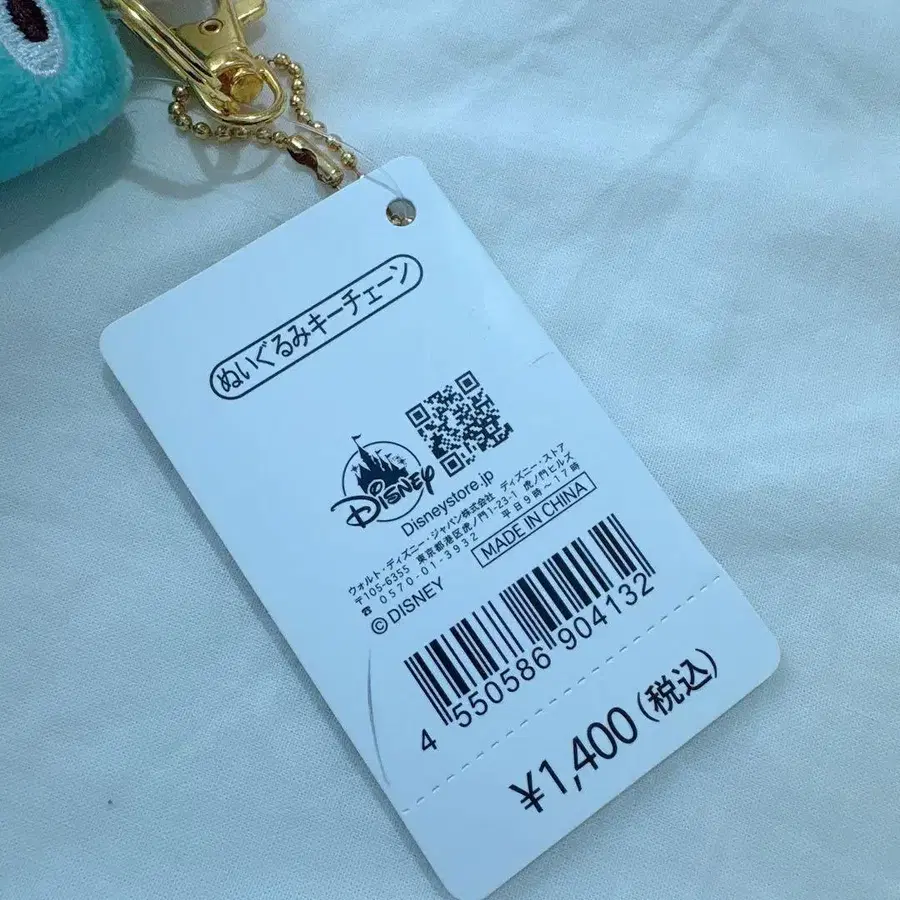 ぬいぐるみキーチェーン
Disney
Disneystore.jp
ウォルト・ディズニー・ジャパン株式会社 ディズニー・ストア
〒105-6355 東京都港区虎ノ門1-23-1 虎ノ門ヒルズ
☎ 0570-01-3932 平日9時～17時
©DISNEY
MADE IN CHINA
4 550586 904132
¥1,400(税込)